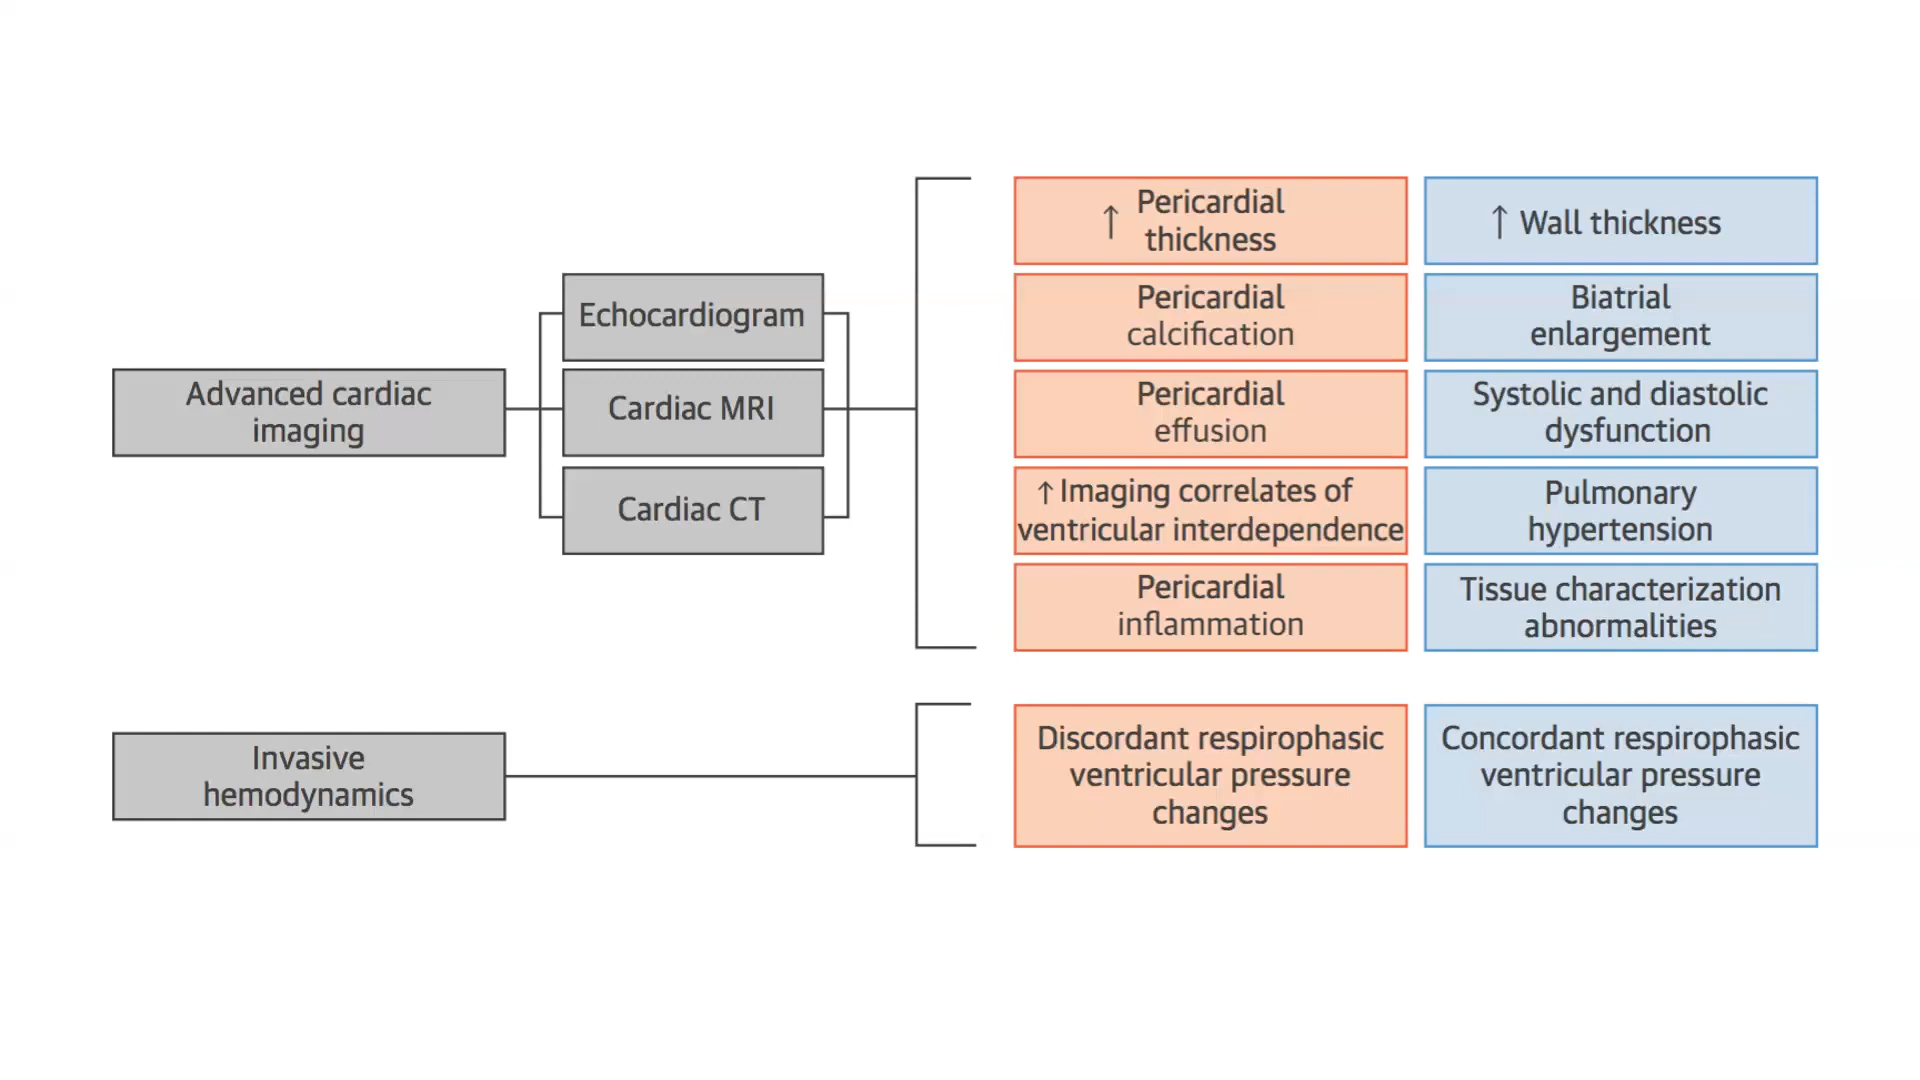 Advanced cardiac
imaging
Echocardiogram
Cardiac MRI
Cardiac CT
↑ Pericardial
thickness
↑ Wall thickness
Pericardial
calcification
Biatrial
enlargement
Pericardial
effusion
Systolic and diastolic
dysfunction
↑ Imaging correlates of
ventricular interdependence
Pulmonary
hypertension
Pericardial
inflammation
Tissue characterization
abnormalities
Invasive
hemodynamics
Discordant respirophasic
ventricular pressure
changes
Concordant respirophasic
ventricular pressure
changes